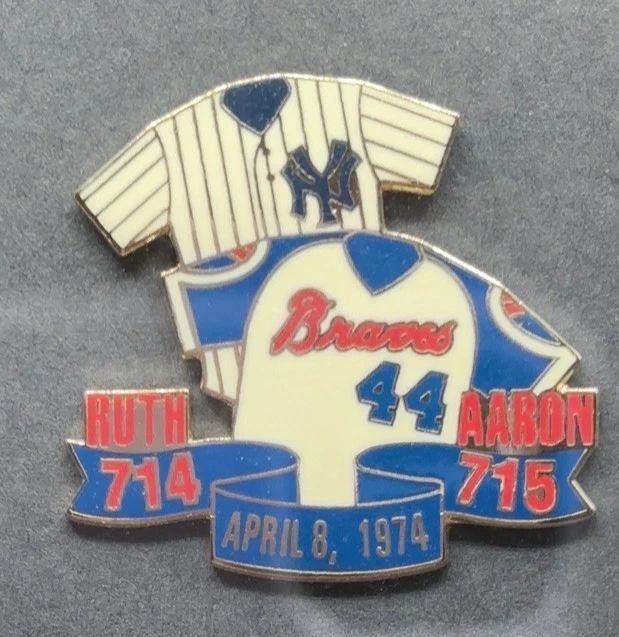 NY
Braves
44
RUTH
714
AARON
715
APRIL 8, 1974